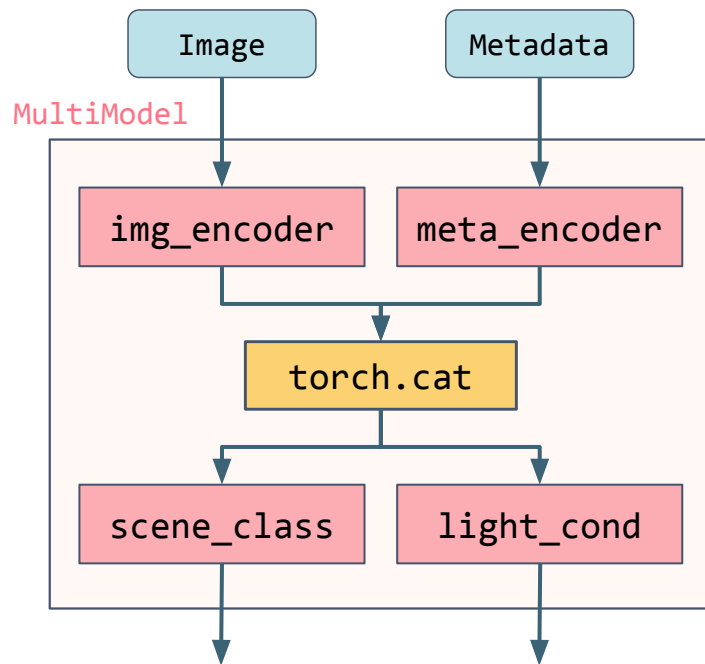 Image
Metadata
MultiModel
img_encoder
meta_encoder
torch.cat
scene_class
light_cond